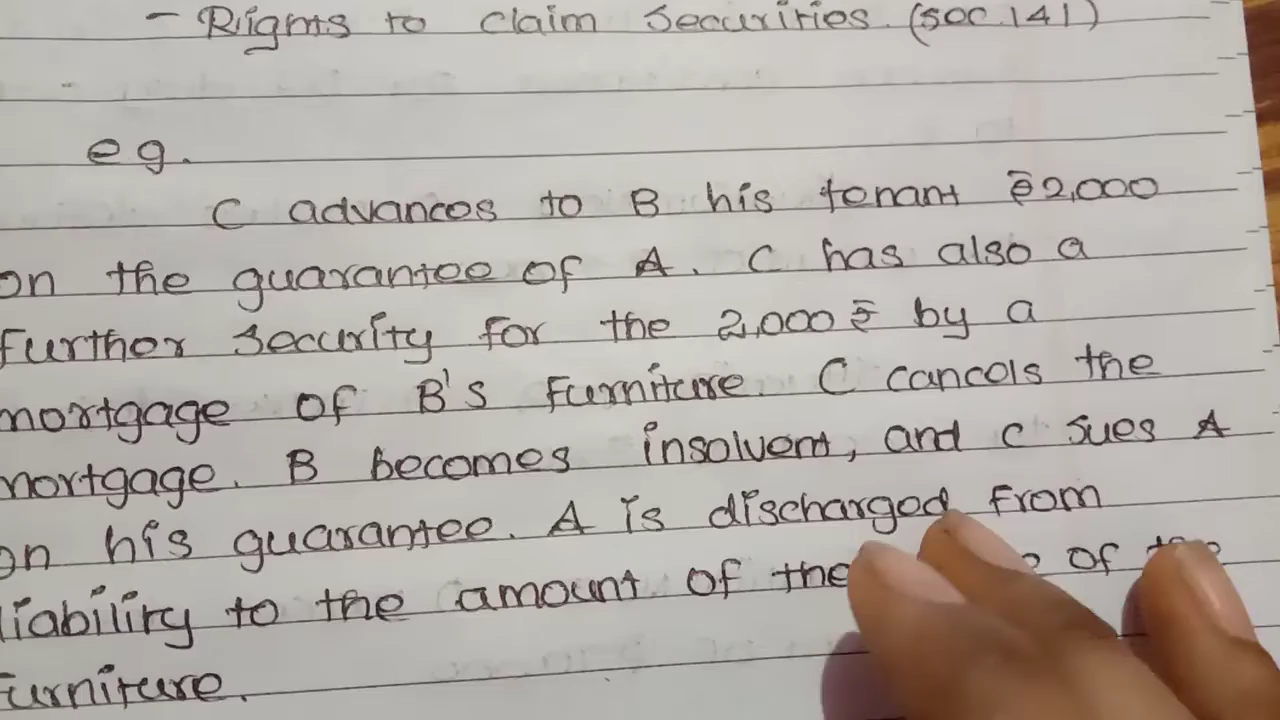 - Rights to claim Securities. (sec. 141)
eg.
C advances to B his tenant ₹2,000
on the guarantee of A. C has also a
further security for the 2,000₹ by a
mortgage of B's Furniture. C cancels the
mortgage. B becomes insolvent, and C sues A
on his guarantee. A is discharged from
liability to the amount of the of the
furniture.